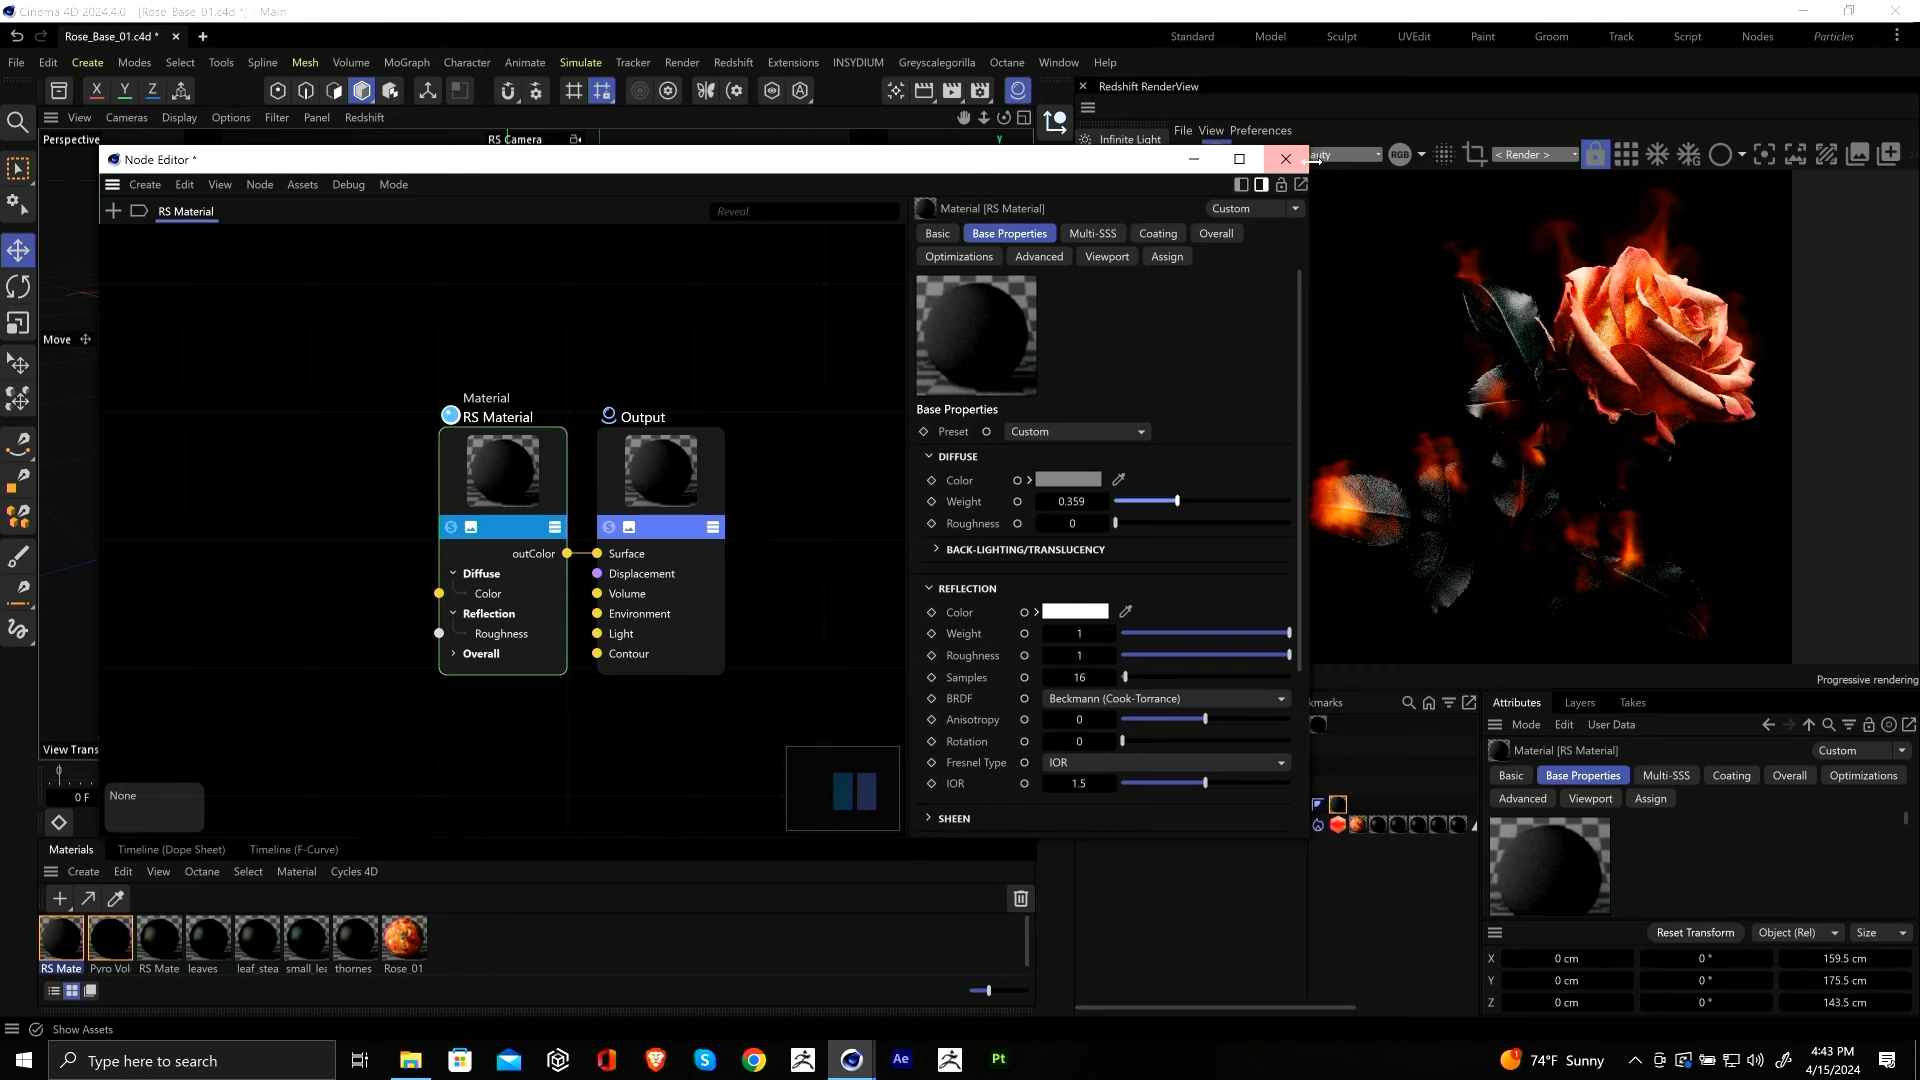 Cinema 4D 2024.4.0 - [Rose_Base_01.c4d *] - Main
Rose_Base_01.c4d *
Standard Model Sculpt UVEdit Paint Groom Track Script Nodes Particles
File Edit Create Modes Select Tools Spline Mesh Volume MoGraph Character Animate Simulate Tracker Render Redshift Extensions INSYDIUM Greyscalegorilla Octane Window Help
X Y Z
Redshift RenderView
View Cameras Display Options Filter Panel Redshift
Infinite Light
File View Preferences
Perspective
RS Camera
Y
auty
RGB
< Render >
Node Editor *
Create Edit View Node Assets Debug Mode
RS Material
Reveal
Material [RS Material]
Custom
Basic Base Properties Multi-SSS Coating Overall
Optimizations Advanced Viewport Assign
Move
Material
RS Material
Output
outColor
Diffuse
Color
Reflection
Roughness
Overall
Surface
Displacement
Volume
Environment
Light
Contour
None
Base Properties
Preset Custom
DIFFUSE
Color
Weight 0.359
Roughness 0
BACK-LIGHTING/TRANSLUCENCY
REFLECTION
Color
Weight 1
Roughness 1
Samples 16
BRDF Beckmann (Cook-Torrance)
Anisotropy 0
Rotation 0
Fresnel Type IOR
IOR 1.5
SHEEN
View Trans
0
0 F
Progressive rendering
kmarks
Attributes Layers Takes
Mode Edit User Data
Material [RS Material]
Custom
Basic Base Properties Multi-SSS Coating Overall Optimizations
Advanced Viewport Assign
Materials Timeline (Dope Sheet) Timeline (F-Curve)
Create Edit View Octane Select Material Cycles 4D
RS Mate Pyro Vol RS Mate leaves leaf_stea small_lea thornes Rose_01
Reset Transform Object (Rel) Size
X 0 cm 0 ° 159.5 cm
Y 0 cm 0 ° 175.5 cm
Z 0 cm 0 ° 143.5 cm
Show Assets
Type here to search
Ae
Pt
74°F Sunny
4:43 PM
4/15/2024